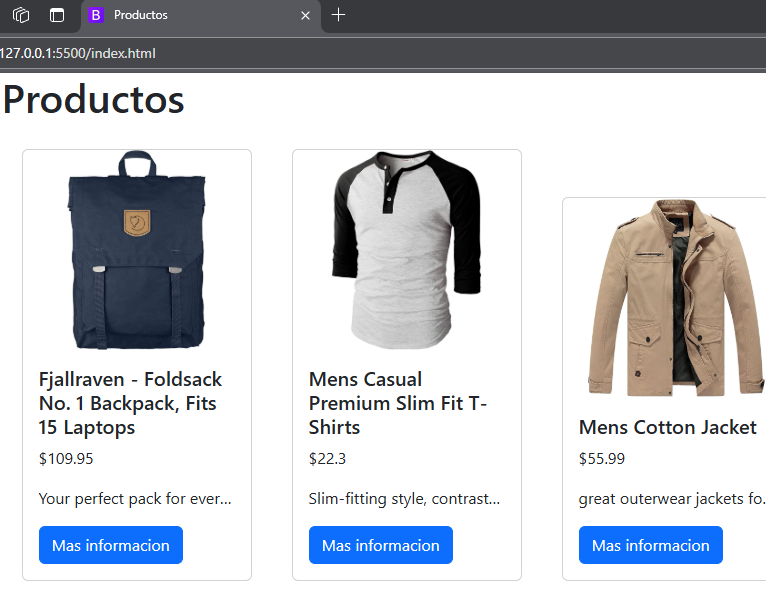 Productos
127.0.0.1:5500/index.html
Productos
Fjallraven - Foldsack
No. 1 Backpack, Fits
15 Laptops
$109.95
Your perfect pack for ever...
Mas informacion
Mens Casual
Premium Slim Fit T-
Shirts
$22.3
Slim-fitting style, contrast...
Mas informacion
Mens Cotton Jacket
$55.99
great outerwear jackets fo.
Mas informacion